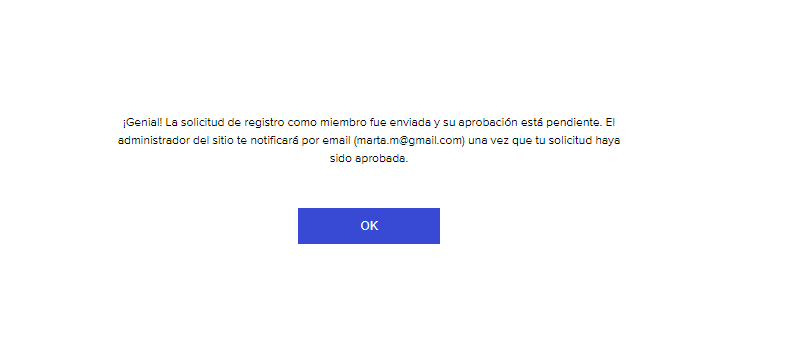 ¡Genial! La solicitud de registro como miembro fue enviada y su aprobación está pendiente. El
administrador del sitio te notificará por email (marta.m@gmail.com) una vez que tu solicitud haya
sido aprobada.
OK